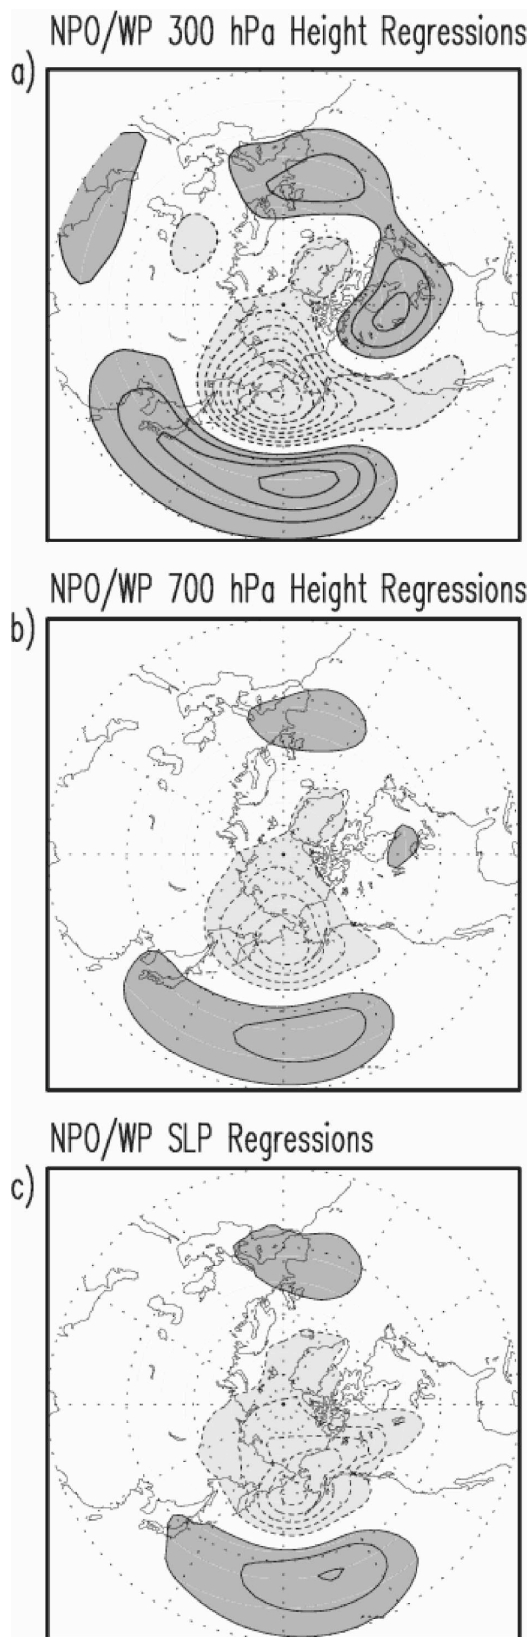 NPO/WP 300 hPa Height Regressions
a)
NPO/WP 700 hPa Height Regressions
b)
NPO/WP SLP Regressions
c)